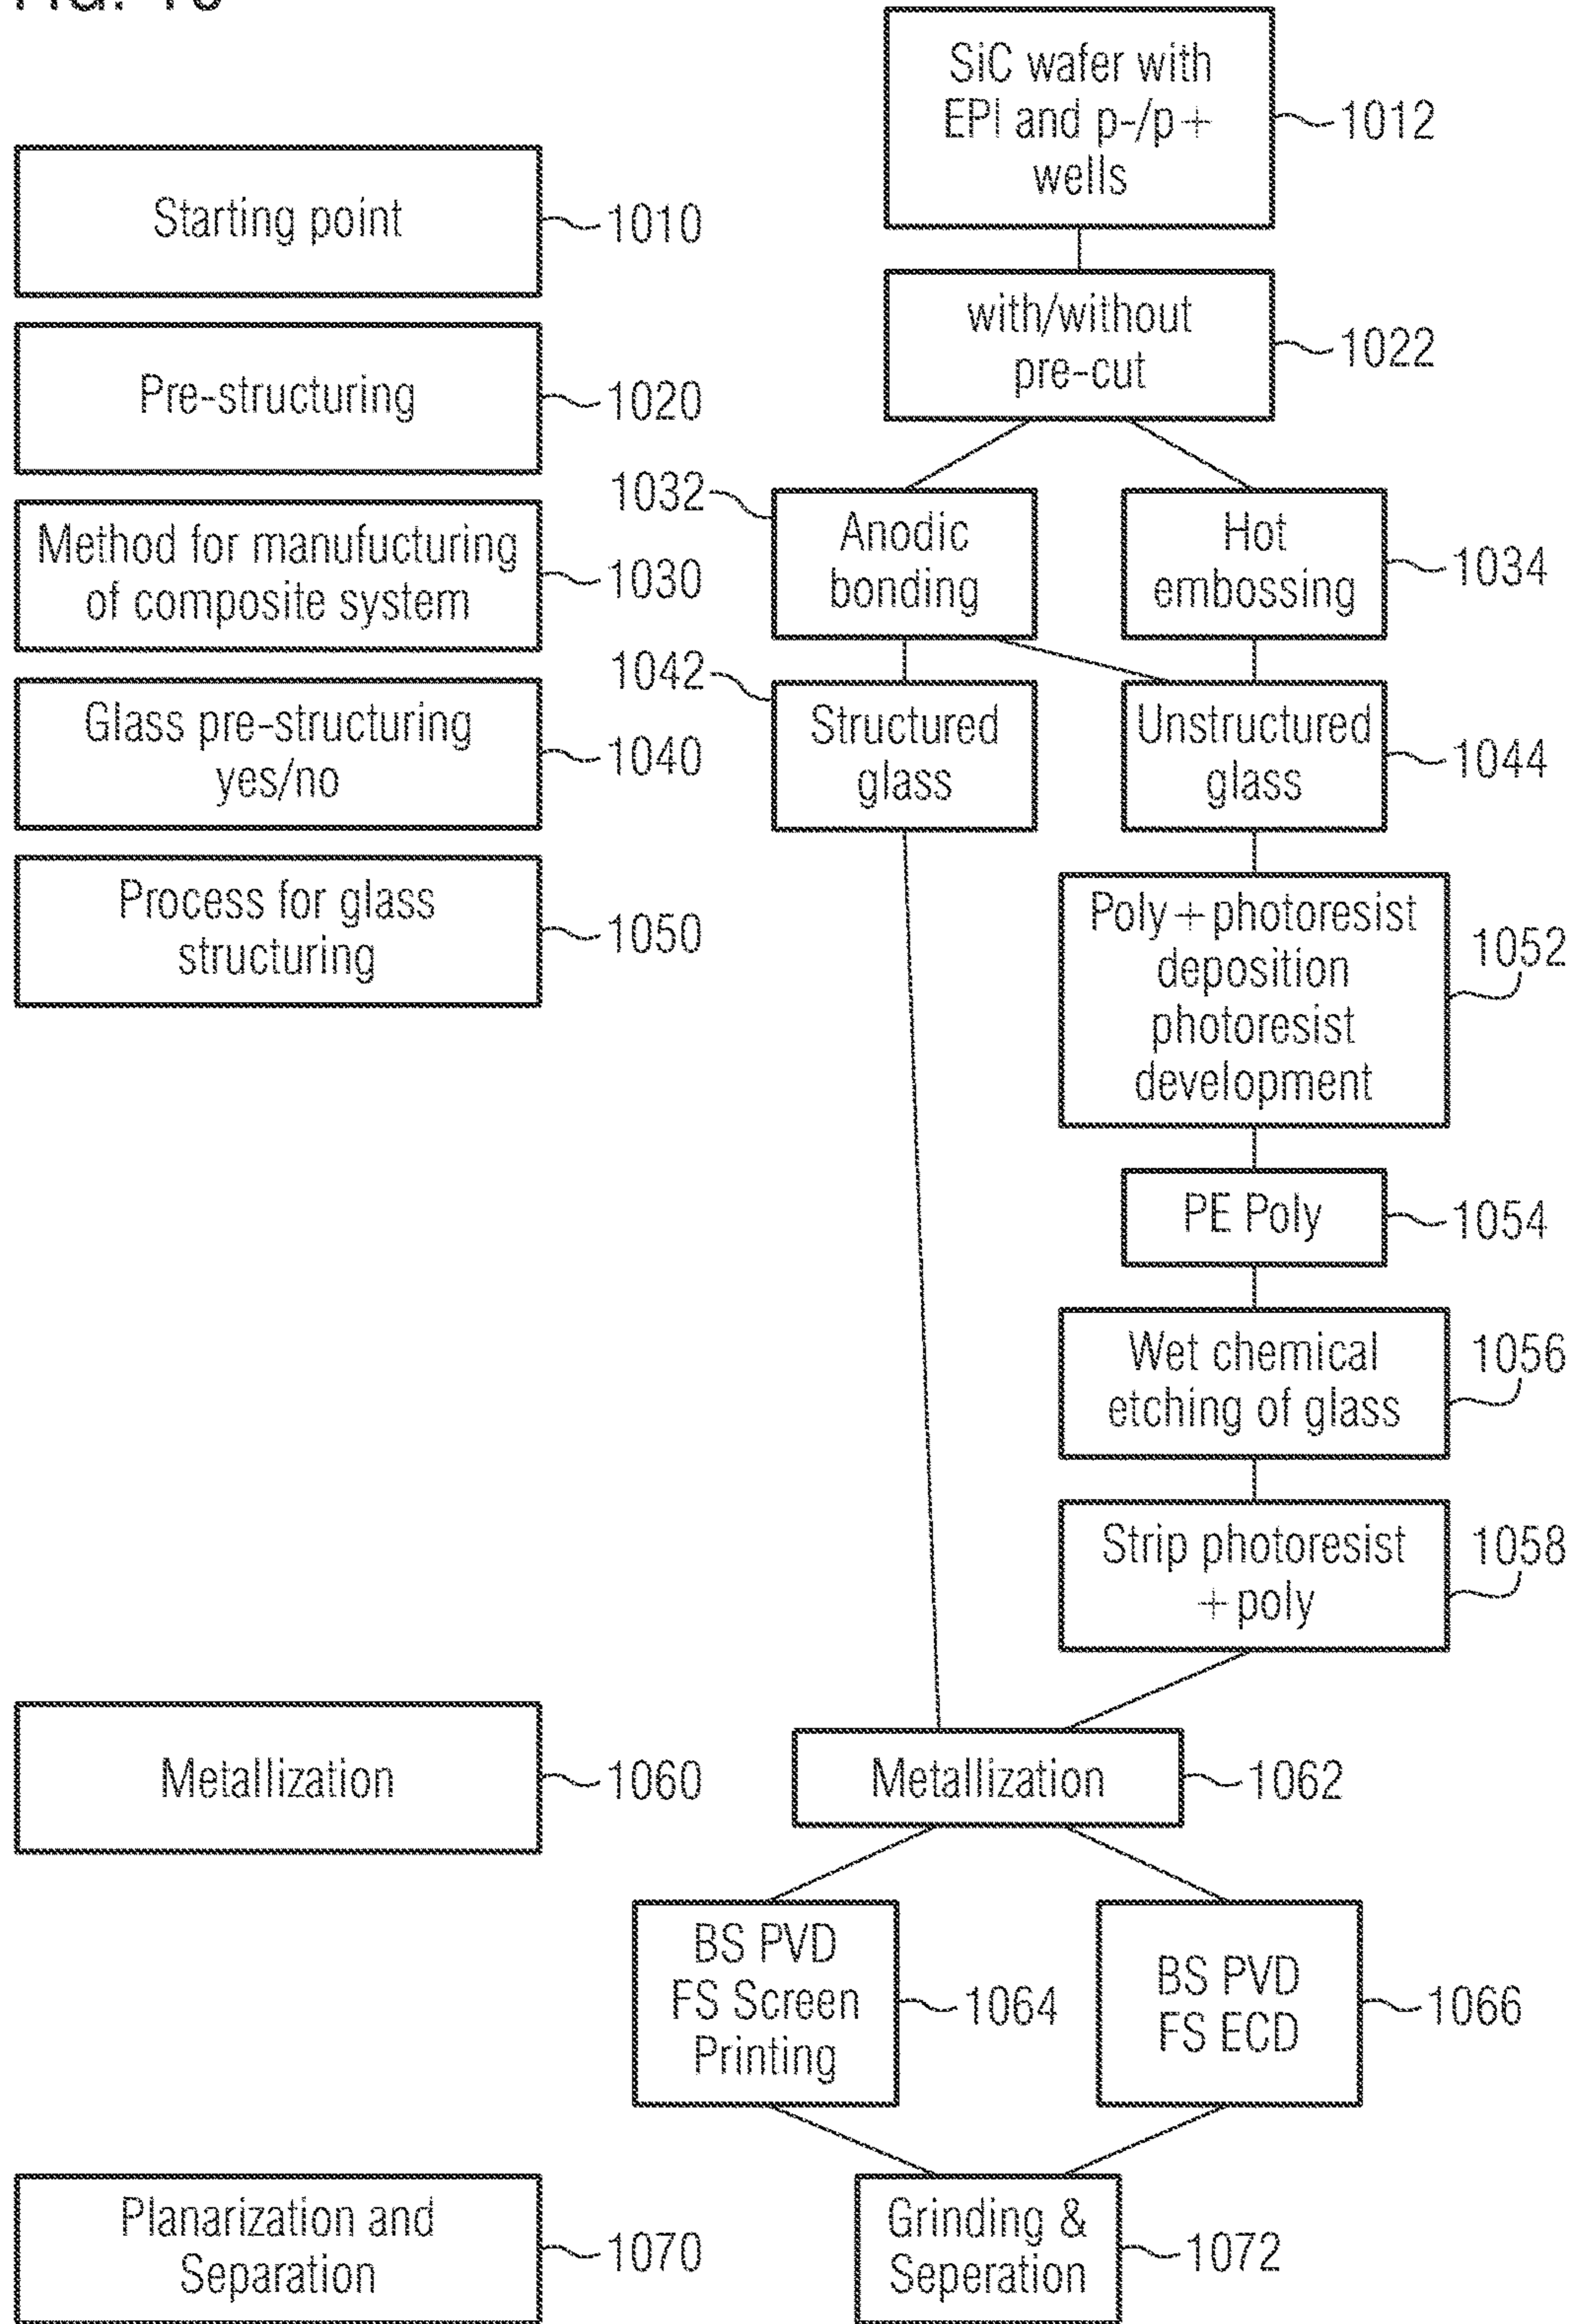 SiC wafer with
EPI and p-/p+
wells
1012
Starting point
1010
with/without
pre-cut
1022
Pre-structuring
1020
1032
Anodic
bonding
Hot
embossing
1034
Method for manufucturing
of composite system
1030
1042
Structured
glass
Unstructured
glass
1044
Glass pre-structuring
yes/no
1040
Process for glass
structuring
1050
Poly+photoresist
deposition
photoresist
development
1052
PE Poly
1054
Wet chemical
etching of glass
1056
Strip photoresist
+poly
1058
Metallization
1060
Metallization
1062
BS PVD
FS Screen
Printing
1064
BS PVD
FS ECD
1066
Planarization and
Separation
1070
Grinding &
Seperation
1072